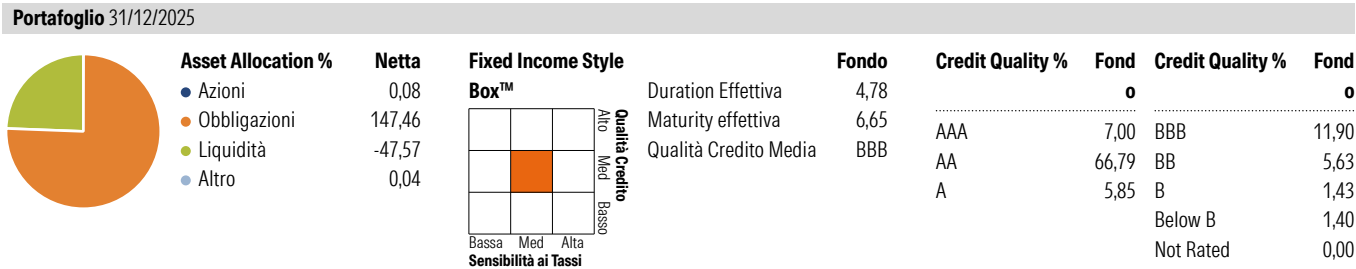 Portafoglio 31/12/2025
Asset Allocation % Netta
Azioni 0,08
Obbligazioni 147,46
Liquidità -47,57
Altro 0,04
Fixed Income Style
Box™
Alto
Med
Basso
Qualità Credito
Bassa Med Alta
Sensibilità ai Tassi
Fondo
Duration Effettiva 4,78
Maturity effettiva 6,65
Qualità Credito Media BBB
Credit Quality % Fond
o
AAA 7,00
AA 66,79
A 5,85
Credit Quality % Fond
o
BBB 11,90
BB 5,63
B 1,43
Below B 1,40
Not Rated 0,00